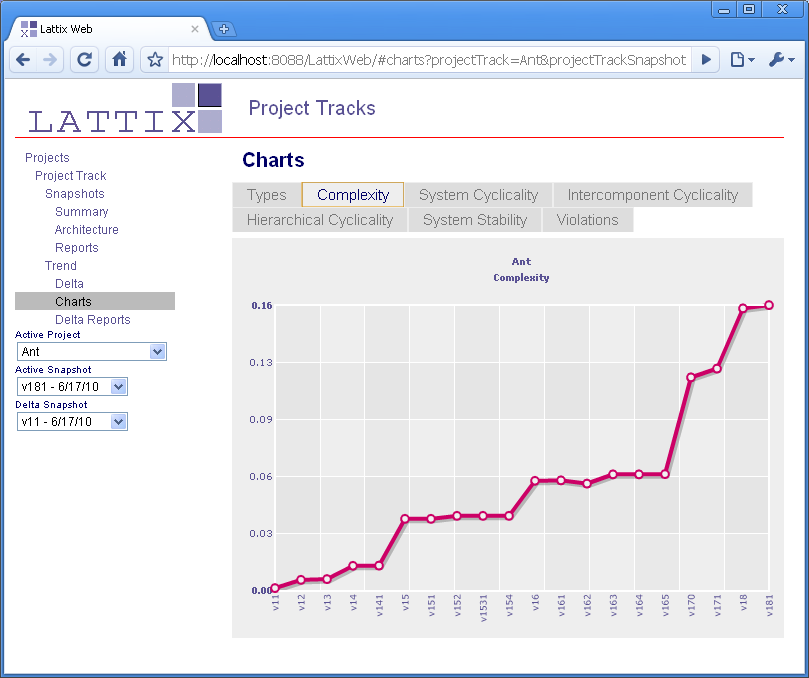 Lattix Web
http://localhost:8088/LattixWeb/#charts?projectTrack=Ant&projectTrackSnapshot
LATTIX
Project Tracks
Projects
Project Track
Snapshots
Summary
Architecture
Reports
Trend
Delta
Charts
Delta Reports
Active Project
Ant
Active Snapshot
v181 - 6/17/10
Delta Snapshot
v11 - 6/17/10
Charts
Types Complexity System Cyclicality Intercomponent Cyclicality
Hierarchical Cyclicality System Stability Violations
Ant
Complexity
0.16
0.13
0.09
0.06
0.03
0.00
v11 v12 v13 v14 v141 v15 v151 v152 v1531 v154 v16 v161 v162 v163 v164 v165 v170 v171 v18 v181